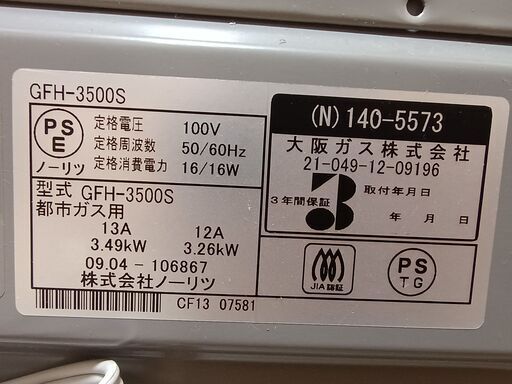 GFH-3500S
PS
E
ノーリツ
定格電圧 100V
定格周波数 50/60Hz
定格消費電力 16/16W
型式 GFH-3500S
都市ガス用
13A 12A
3.49kW 3.26kW
09.04 - 106867
株式会社ノーリツ
CF13 07581
(N) 140-5573
大阪ガス株式会社
21-049-12-09196
3年間保証
3
取付年月日
年 月 日
JIA認証
PS
TG